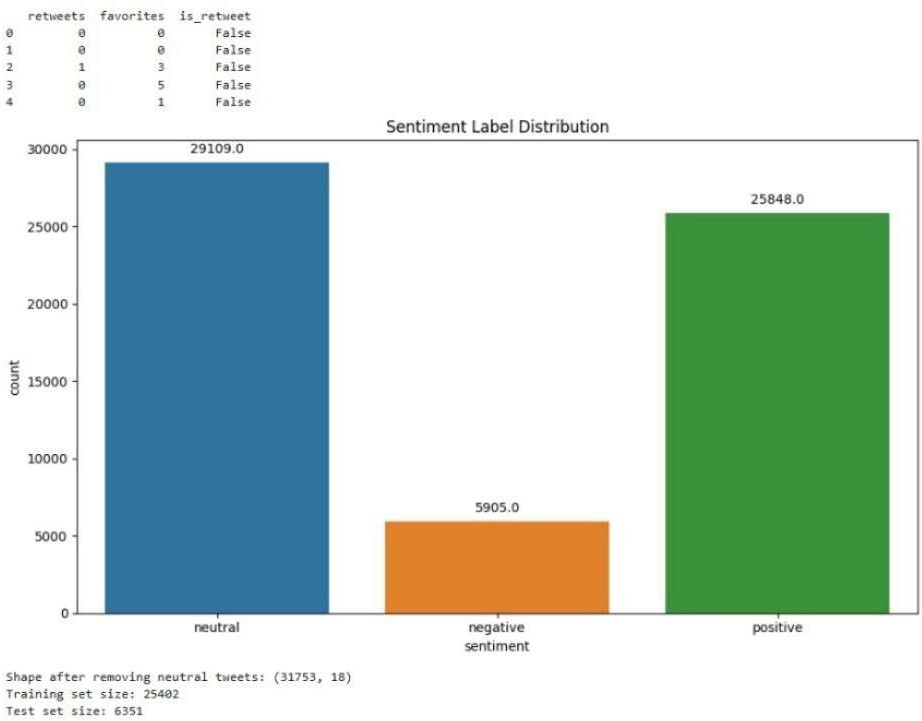 retweets favorites is_retweet
0 0 0 False
1 0 0 False
2 1 3 False
3 0 5 False
4 0 1 False
Sentiment Label Distribution
30000
29109.0
25848.0
25000
20000
15000
count
10000
5905.0
5000
0
neutral negative positive
sentiment
Shape after removing neutral tweets: (31753, 18)
Training set size: 25402
Test set size: 6351